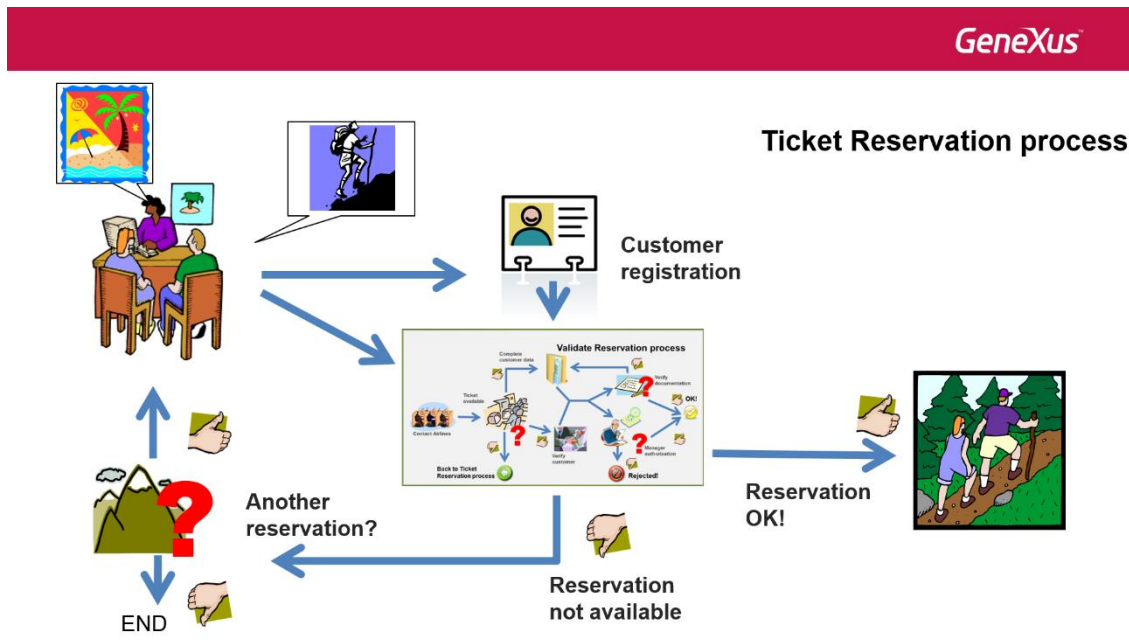 GeneXus
Ticket Reservation process
Customer
registration
Validate Reservation process
Complete
customer data
Verify
documentation
Ticket
available
OK!
Contact Airlines
Verify
customer
Manager
authorization
Back to Ticket
Reservation process
Rejected!
Another
reservation?
Reservation
OK!
Reservation
not available
END